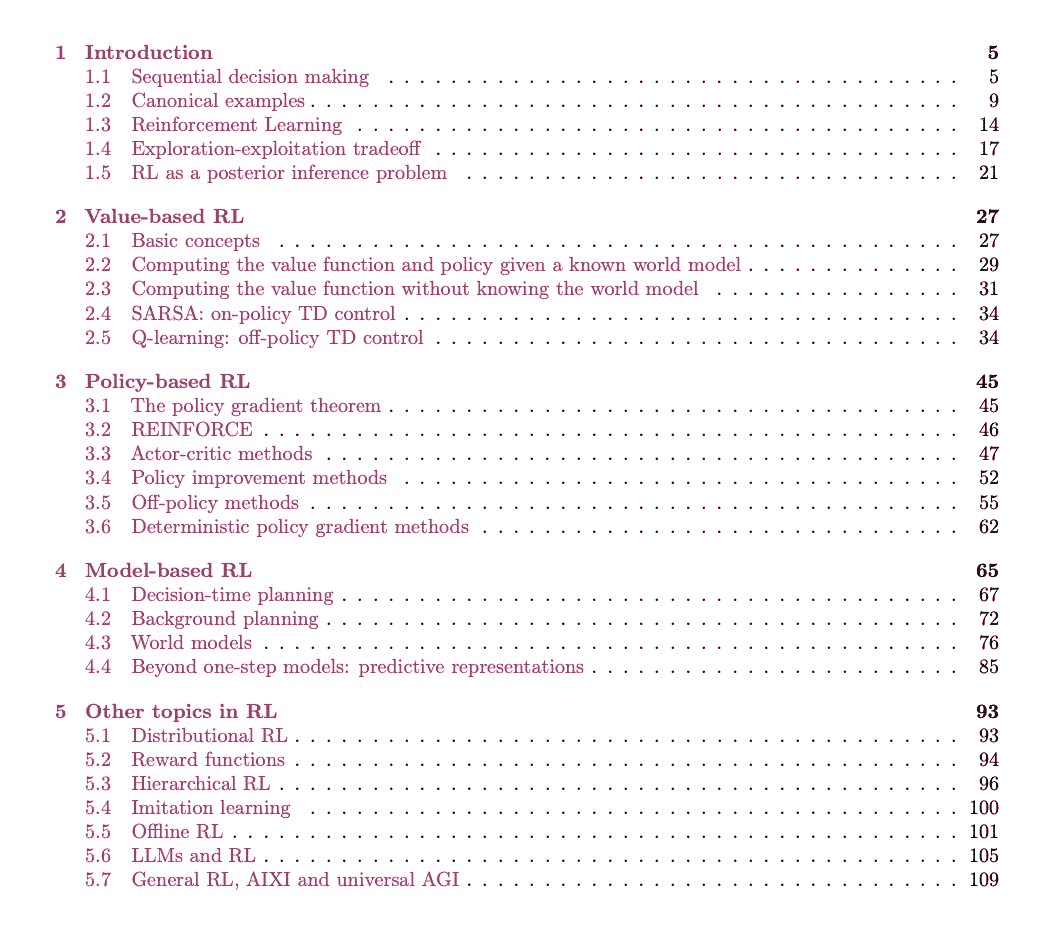 1 Introduction 5
1.1 Sequential decision making . . . . . . . . . . . . . . . . . . . . . . . . . . . . . . . . . . . . . 5
1.2 Canonical examples . . . . . . . . . . . . . . . . . . . . . . . . . . . . . . . . . . . . . . . . . . 9
1.3 Reinforcement Learning . . . . . . . . . . . . . . . . . . . . . . . . . . . . . . . . . . . . . . . 14
1.4 Exploration-exploitation tradeoff . . . . . . . . . . . . . . . . . . . . . . . . . . . . . . . . . . 17
1.5 RL as a posterior inference problem . . . . . . . . . . . . . . . . . . . . . . . . . . . . . . . . 21
2 Value-based RL 27
2.1 Basic concepts . . . . . . . . . . . . . . . . . . . . . . . . . . . . . . . . . . . . . . . . . . . . 27
2.2 Computing the value function and policy given a known world model . . . . . . . . . . . . . . 29
2.3 Computing the value function without knowing the world model . . . . . . . . . . . . . . . . 31
2.4 SARSA: on-policy TD control . . . . . . . . . . . . . . . . . . . . . . . . . . . . . . . . . . . . 34
2.5 Q-learning: off-policy TD control . . . . . . . . . . . . . . . . . . . . . . . . . . . . . . . . . . 34
3 Policy-based RL 45
3.1 The policy gradient theorem . . . . . . . . . . . . . . . . . . . . . . . . . . . . . . . . . . . . . 45
3.2 REINFORCE . . . . . . . . . . . . . . . . . . . . . . . . . . . . . . . . . . . . . . . . . . . . . 46
3.3 Actor-critic methods . . . . . . . . . . . . . . . . . . . . . . . . . . . . . . . . . . . . . . . . . 47
3.4 Policy improvement methods . . . . . . . . . . . . . . . . . . . . . . . . . . . . . . . . . . . . 52
3.5 Off-policy methods . . . . . . . . . . . . . . . . . . . . . . . . . . . . . . . . . . . . . . . . . . 55
3.6 Deterministic policy gradient methods . . . . . . . . . . . . . . . . . . . . . . . . . . . . . . . 62
4 Model-based RL 65
4.1 Decision-time planning . . . . . . . . . . . . . . . . . . . . . . . . . . . . . . . . . . . . . . . . 67
4.2 Background planning . . . . . . . . . . . . . . . . . . . . . . . . . . . . . . . . . . . . . . . . . 72
4.3 World models . . . . . . . . . . . . . . . . . . . . . . . . . . . . . . . . . . . . . . . . . . . . . 76
4.4 Beyond one-step models: predictive representations . . . . . . . . . . . . . . . . . . . . . . . . 85
5 Other topics in RL 93
5.1 Distributional RL . . . . . . . . . . . . . . . . . . . . . . . . . . . . . . . . . . . . . . . . . . . 93
5.2 Reward functions . . . . . . . . . . . . . . . . . . . . . . . . . . . . . . . . . . . . . . . . . . . 94
5.3 Hierarchical RL . . . . . . . . . . . . . . . . . . . . . . . . . . . . . . . . . . . . . . . . . . . . 96
5.4 Imitation learning . . . . . . . . . . . . . . . . . . . . . . . . . . . . . . . . . . . . . . . . . . 100
5.5 Offline RL . . . . . . . . . . . . . . . . . . . . . . . . . . . . . . . . . . . . . . . . . . . . . . . 101
5.6 LLMs and RL . . . . . . . . . . . . . . . . . . . . . . . . . . . . . . . . . . . . . . . . . . . . . 105
5.7 General RL, AIXI and universal AGI . . . . . . . . . . . . . . . . . . . . . . . . . . . . . . . . 109